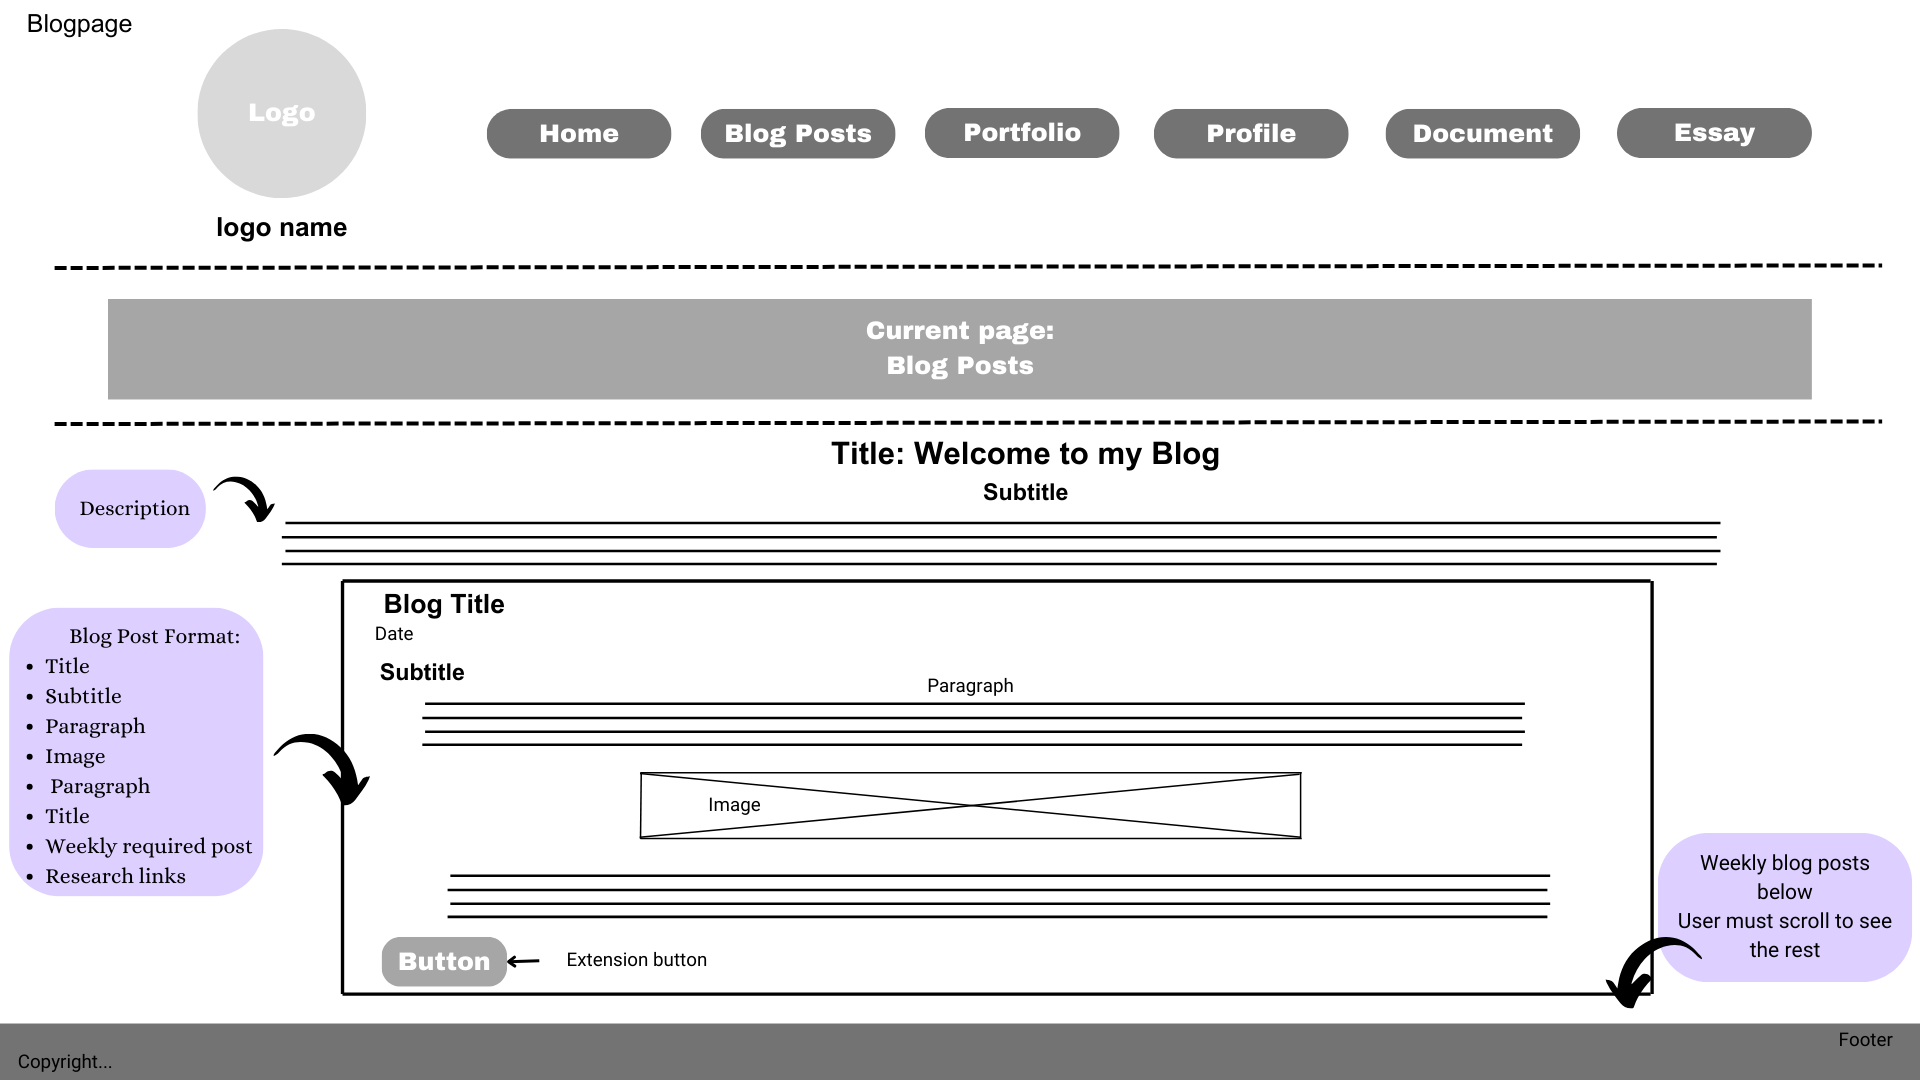 Blogpage
Logo
logo name
Home
Blog Posts
Portfolio
Profile
Document
Essay
Current page:
Blog Posts
Title: Welcome to my Blog
Subtitle
Description
Blog Title
Date
Subtitle
Paragraph
Image
Button
Extension button
Blog Post Format:
• Title
• Subtitle
• Paragraph
• Image
• Paragraph
• Title
• Weekly required post
• Research links
Weekly blog posts
below
User must scroll to see
the rest
Footer
Copyright...